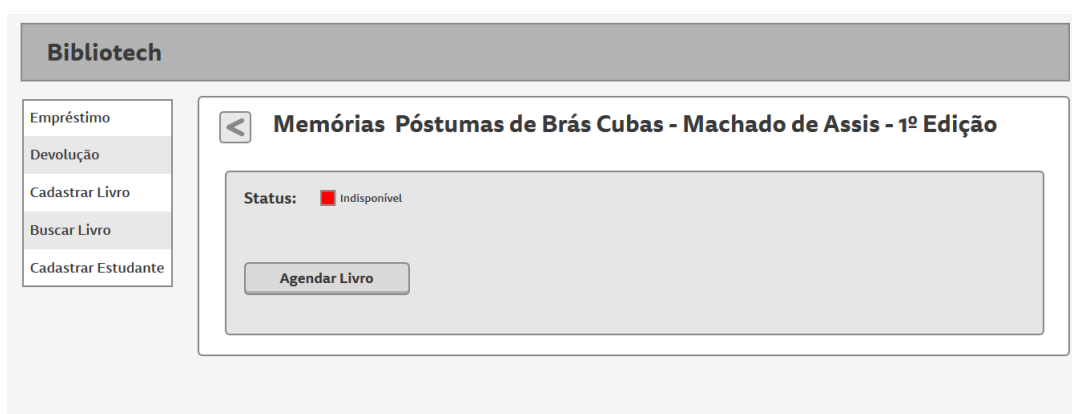 Bibliotech
Empréstimo
Devolução
Cadastrar Livro
Buscar Livro
Cadastrar Estudante
< Memórias Póstumas de Brás Cubas - Machado de Assis - 1º Edição
Status: Indisponível
Agendar Livro